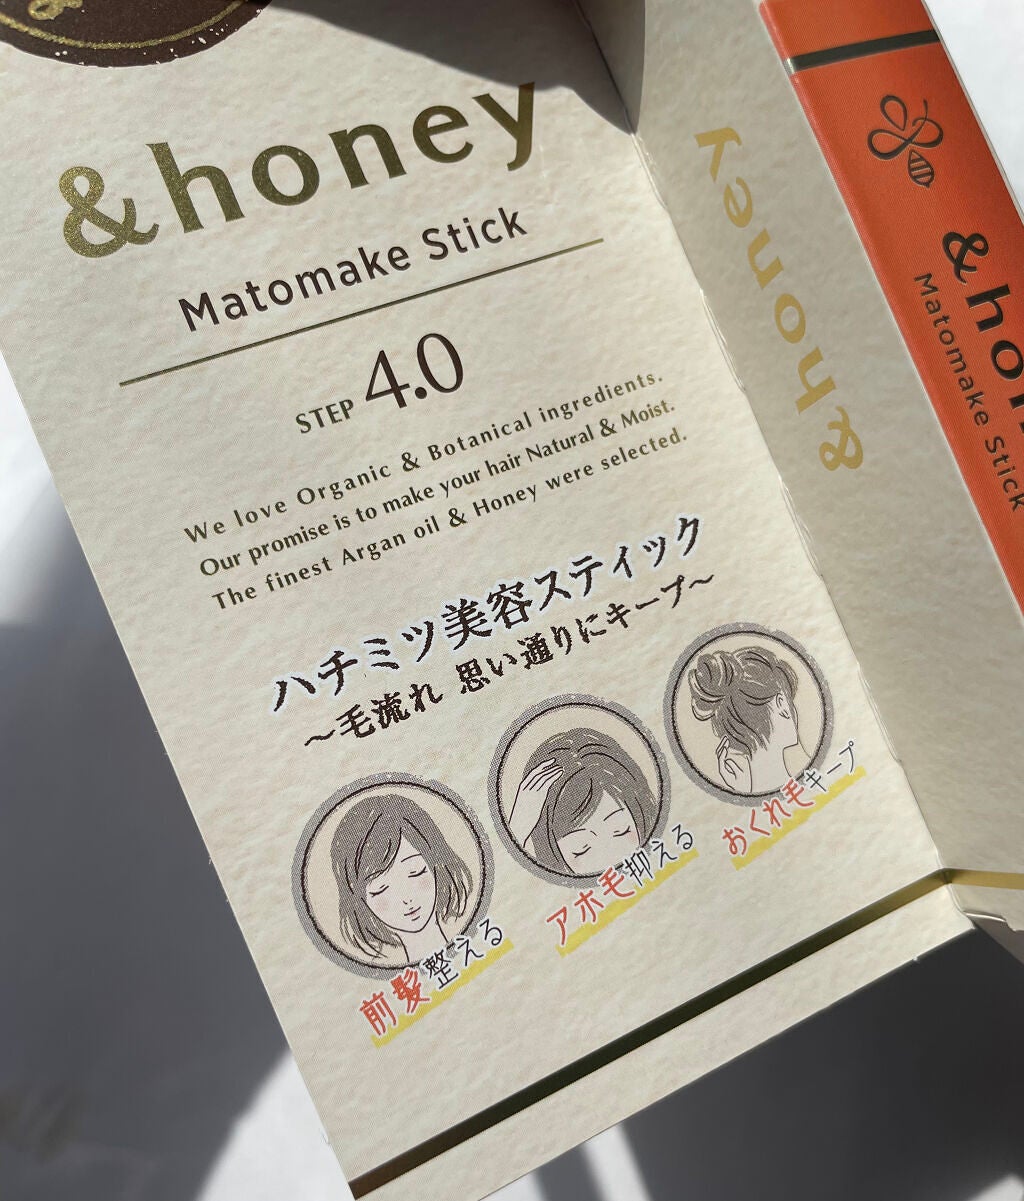 &honey
Matomake Stick
STEP 4.0
We love Organic & Botanical ingredients.
Our promise is to make your hair Natural & Moist.
The finest Argan oil & Honey were selected.
ハチミツ美容スティック
～毛流れ 思い通りにキープ～
前髪整える
アホ毛抑える
おくれ毛キープ
&honey
&hon
Matomake Stick